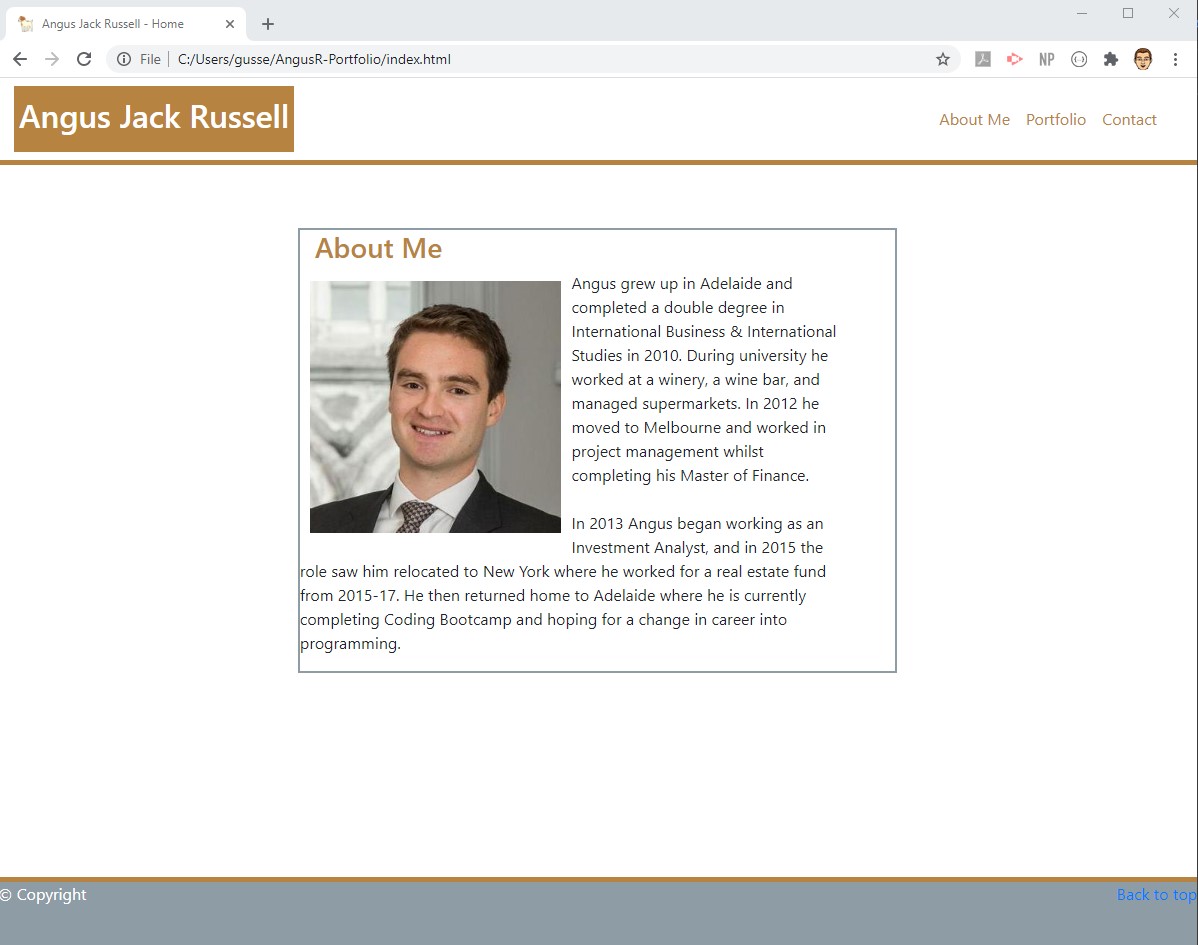 Angus Jack Russell - Home
File | C:/Users/gusse/AngusR-Portfolio/index.html
NP
Angus Jack Russell
About Me Portfolio Contact
About Me
Angus grew up in Adelaide and
completed a double degree in
International Business & International
Studies in 2010. During university he
worked at a winery, a wine bar, and
managed supermarkets. In 2012 he
moved to Melbourne and worked in
project management whilst
completing his Master of Finance.
In 2013 Angus began working as an
Investment Analyst, and in 2015 the
role saw him relocated to New York where he worked for a real estate fund
from 2015-17. He then returned home to Adelaide where he is currently
completing Coding Bootcamp and hoping for a change in career into
programming.
© Copyright
Back to top